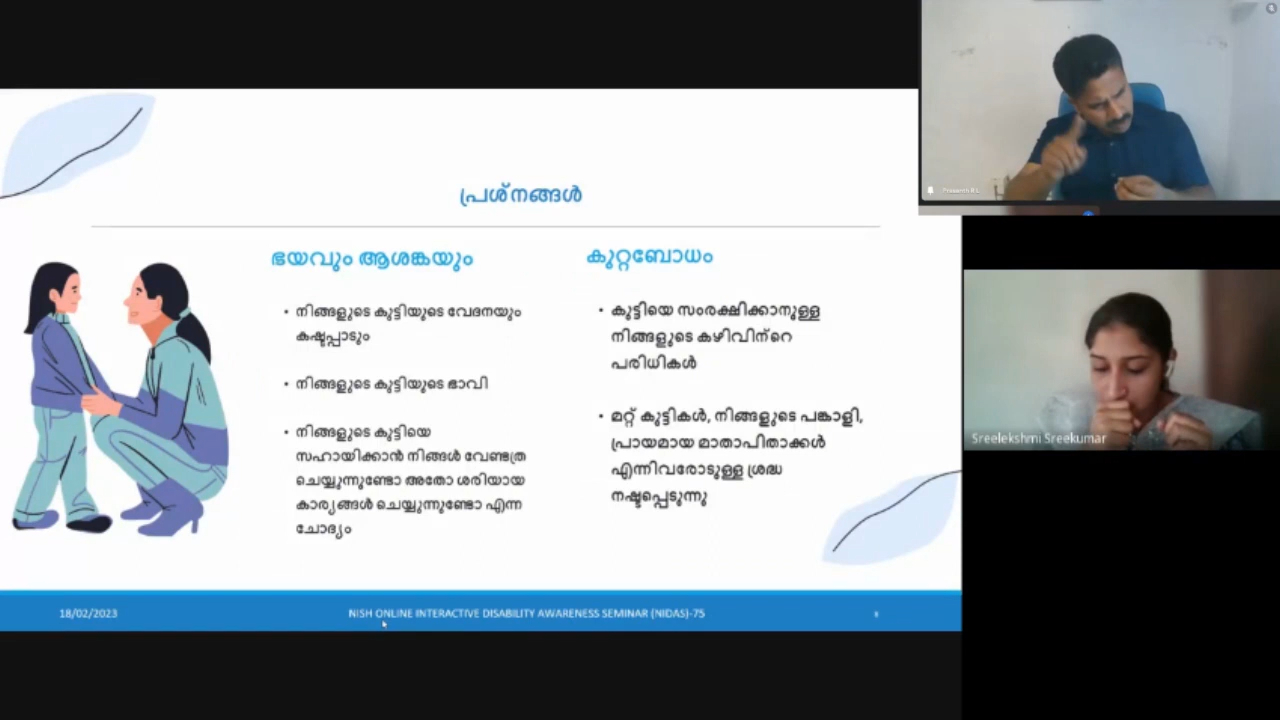 പ്രശ്നങ്ങൾ
ഭയവും ആശങ്കയും
• നിങ്ങളുടെ കുട്ടിയുടെ വേദനയും
കഷ്ടപ്പാടും
• നിങ്ങളുടെ കുട്ടിയുടെ ഭാവി
• നിങ്ങളുടെ കുട്ടിയെ
സഹായിക്കാൻ നിങ്ങൾ വേണ്ടത്ര
ചെയ്യുന്നുണ്ടോ അതോ ശരിയായ
കാര്യങ്ങൾ ചെയ്യുന്നുണ്ടോ എന്ന
ചോദ്യം
കുറ്റബോധം
• കുട്ടിയെ സംരക്ഷിക്കാനുള്ള
നിങ്ങളുടെ കഴിവിന്റെ
പരിധികൾ
• മറ്റ് കുട്ടികൾ, നിങ്ങളുടെ പങ്കാളി,
പ്രായമായ മാതാപിതാക്കൾ
എന്നിവരോടുള്ള ശ്രദ്ധ
നഷ്ടപ്പെടുന്നു
18/02/2023
NISH ONLINE INTERACTIVE DISABILITY AWARENESS SEMINAR (NIDAS)-75
Sreelekshmi Sreekumar